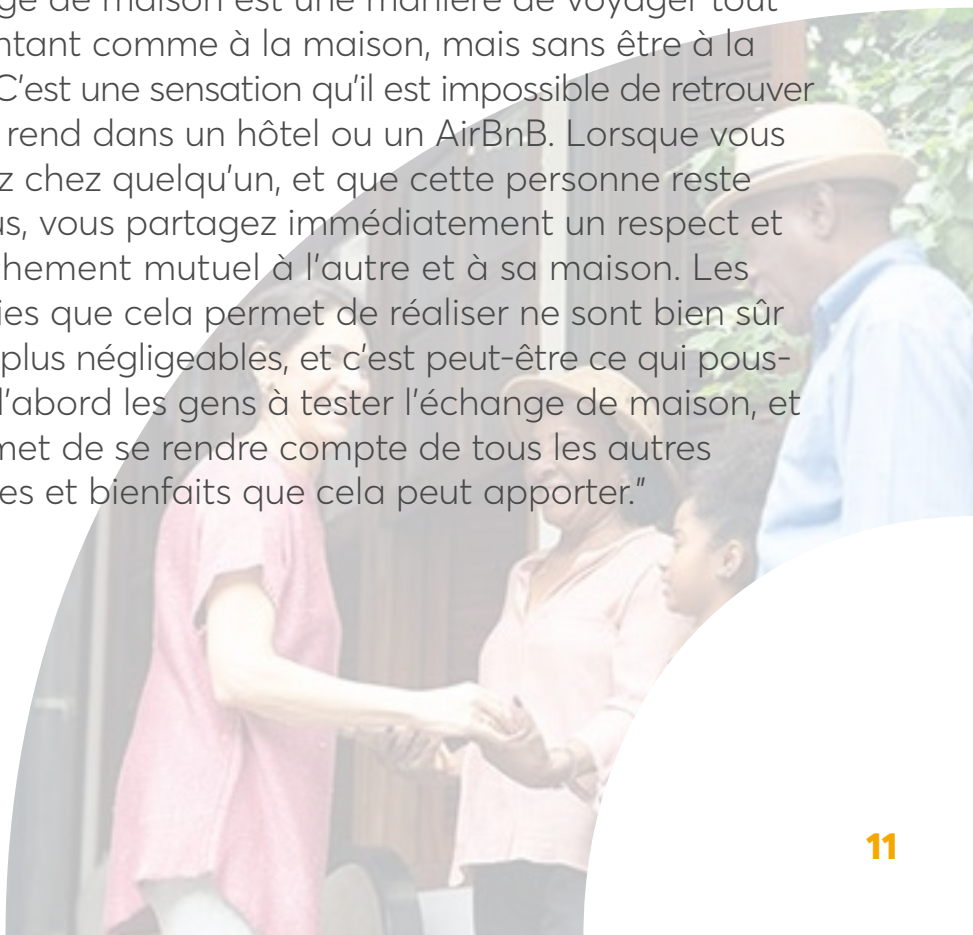 ge de maison est une manière de voyager tout
ntant comme à la maison, mais sans être à la
C'est une sensation qu'il est impossible de retrouver
rend dans un hôtel ou un AirBnB. Lorsque vous
z chez quelqu'un, et que cette personne reste
us, vous partagez immédiatement un respect et
hement mutuel à l'autre et à sa maison. Les
ies que cela permet de réaliser ne sont bien sûr
plus négligeables, et c'est peut-être ce qui pous-
d'abord les gens à tester l'échange de maison, et
met de se rendre compte de tous les autres
es et bienfaits que cela peut apporter."
11